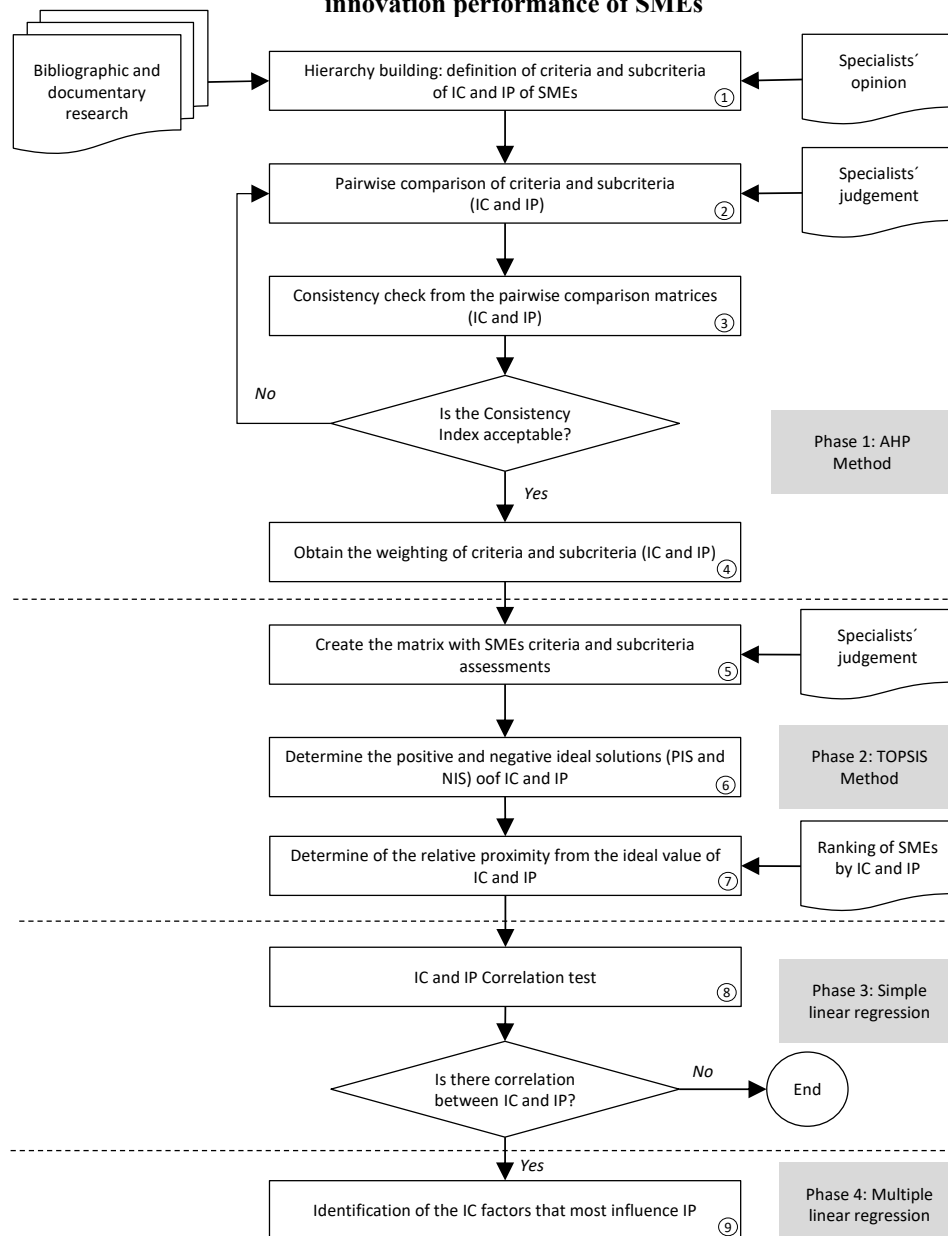 innovation performance of SMEs
Bibliographic and
documentary
research
Hierarchy building: definition of criteria and subcriteria
of IC and IP of SMEs
1
Specialists´
opinion
Pairwise comparison of criteria and subcriteria
(IC and IP)
2
Specialists´
judgement
Consistency check from the pairwise comparison matrices
(IC and IP)
3
No
Is the Consistency
Index acceptable?
Phase 1: AHP
Method
Yes
Obtain the weighting of criteria and subcriteria (IC and IP)
4
Create the matrix with SMEs criteria and subcriteria
assessments
5
Specialists´
judgement
Determine the positive and negative ideal solutions (PIS and
NIS) oof IC and IP
6
Phase 2: TOPSIS
Method
Determine of the relative proximity from the ideal value of
IC and IP
7
Ranking of SMEs
by IC and IP
IC and IP Correlation test
8
Phase 3: Simple
linear regression
Is there correlation
between IC and IP?
No
End
Yes
Identification of the IC factors that most influence IP
9
Phase 4: Multiple
linear regression